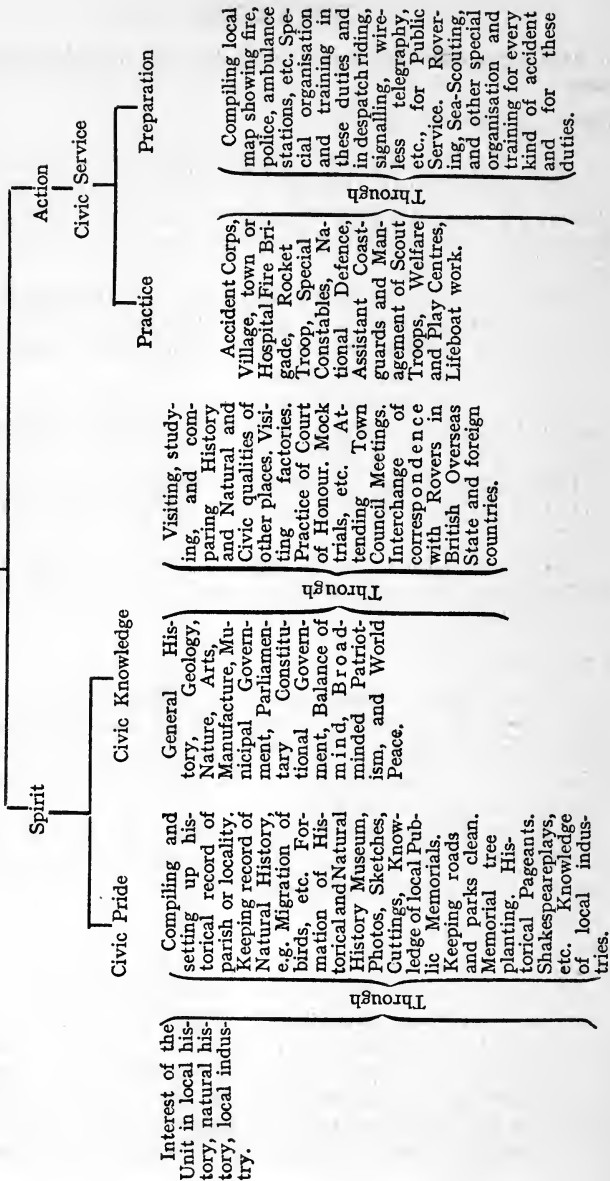 Spirit
Action
Civic Service
Civic Pride
Civic Knowledge
Practice
Preparation
Interest of the
Unit in local his-
tory, natural his-
tory, local indus-
try.
Through
Compiling and
setting up his-
torical record of
parish or locality.
Keeping record of
Natural History,
e.g. Migration of
birds, etc. For-
mation of His-
torical and Natural
History Museum,
Photos, Sketches,
Cuttings, Know-
ledge of local Pub-
lic Memorials.
Keeping roads
and parks clean.
Memorial tree
planting. His-
torical Pageants.
Shakespeare plays,
etc. Knowledge
of local indus-
tries.
General His-
tory, Geology,
Nature, Arts,
Manufacture, Mu-
nicipal Govern-
ment, Parliamen-
tary Constitu-
tional Govern-
ment, Balance of
mind, Broad-
minded Patriot-
ism, and World
Peace.
Through
Visiting, study-
ing, and com-
paring History
and Natural and
Civic qualities of
other places. Visi-
ting factories.
Practice of Court
of Honour. Mock
trials, etc. At-
tending Town
Council Meetings.
Interchange of
correspondence
with Rovers in
British Overseas
State and foreign
countries.
Accident Corps,
Village, town or
Hospital Fire Bri-
gade, Rocket
Troop, Special
Constables, Na-
tional Defence,
Assistant Coast-
guards and Man-
agement of Scout
Troops, Welfare
and Play Centres,
Lifeboat work.
Through
Compiling local
map showing fire,
police, ambulance
stations, etc. Spe-
cial organisation
and training in
these duties and
in despatch riding,
signalling, wire-
less telegraphy,
etc., for Public
Service. Rover-
ing, Sea-Scouting,
and other special
organisation and
training for every
kind of accident
and for these
duties.